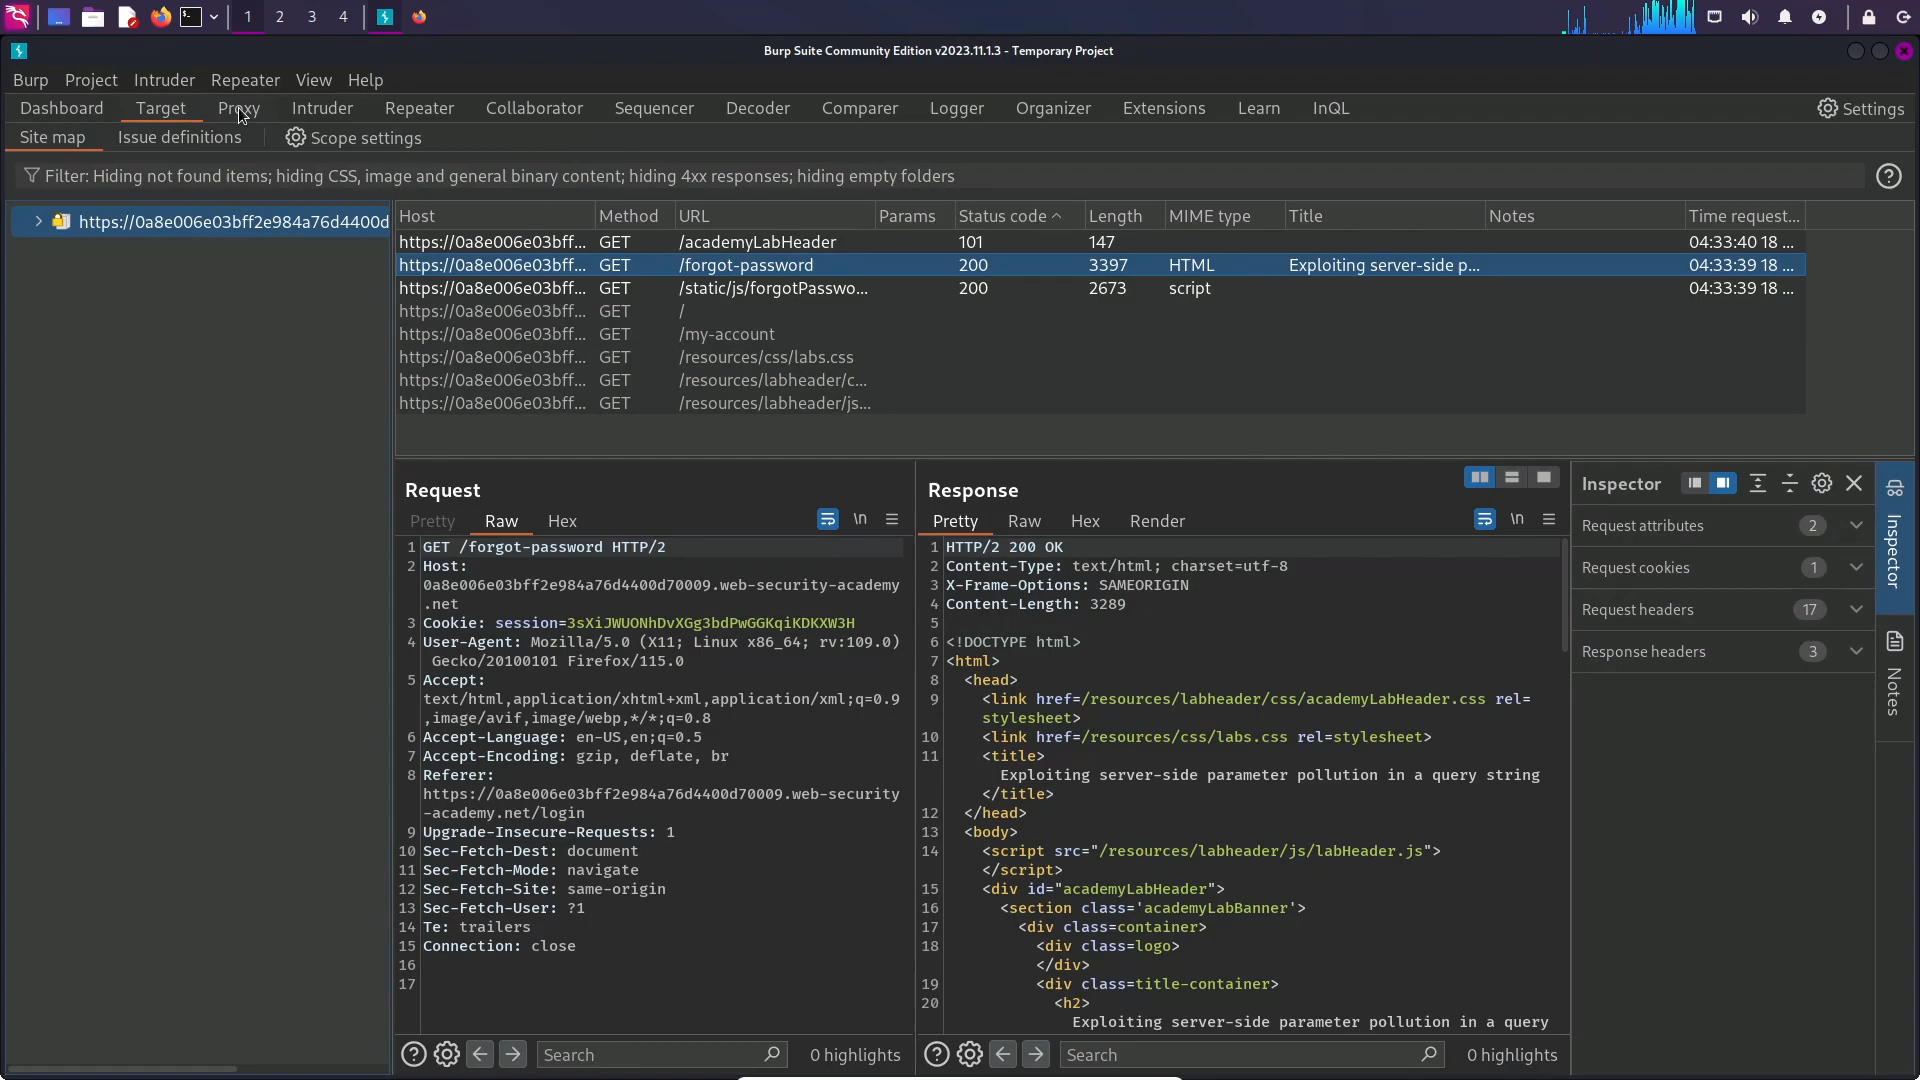 1 2 3 4
Burp Suite Community Edition v2023.11.1.3 - Temporary Project
Burp Project Intruder Repeater View Help
Dashboard Target Proxy Intruder Repeater Collaborator Sequencer Decoder Comparer Logger Organizer Extensions Learn InQL Settings
Site map Issue definitions Scope settings
Filter: Hiding not found items; hiding CSS, image and general binary content; hiding 4xx responses; hiding empty folders
https://0a8e006e03bff2e984a76d4400d
Host Method URL Params Status code Length MIME type Title Notes Time request...
https://0a8e006e03bff... GET /academyLabHeader 101 147 04:33:40 18 ...
https://0a8e006e03bff... GET /forgot-password 200 3397 HTML Exploiting server-side p... 04:33:39 18 ...
https://0a8e006e03bff... GET /static/js/forgotPasswo... 200 2673 script 04:33:39 18 ...
https://0a8e006e03bff... GET /
https://0a8e006e03bff... GET /my-account
https://0a8e006e03bff... GET /resources/css/labs.css
https://0a8e006e03bff... GET /resources/labheader/c...
https://0a8e006e03bff... GET /resources/labheader/js...
Request
Pretty Raw Hex \n
1 GET /forgot-password HTTP/2
2 Host:
0a8e006e03bff2e984a76d4400d70009.web-security-academy
.net
3 Cookie: session=3sXiJWUONhDvXGg3bdPwGGKqiKDKXW3H
4 User-Agent: Mozilla/5.0 (X11; Linux x86_64; rv:109.0)
Gecko/20100101 Firefox/115.0
5 Accept:
text/html,application/xhtml+xml,application/xml;q=0.9
,image/avif,image/webp,*/*;q=0.8
6 Accept-Language: en-US,en;q=0.5
7 Accept-Encoding: gzip, deflate, br
8 Referer:
https://0a8e006e03bff2e984a76d4400d70009.web-security
-academy.net/login
9 Upgrade-Insecure-Requests: 1
10 Sec-Fetch-Dest: document
11 Sec-Fetch-Mode: navigate
12 Sec-Fetch-Site: same-origin
13 Sec-Fetch-User: ?1
14 Te: trailers
15 Connection: close
16
17
Search 0 highlights
Response
Pretty Raw Hex Render \n
1 HTTP/2 200 OK
2 Content-Type: text/html; charset=utf-8
3 X-Frame-Options: SAMEORIGIN
4 Content-Length: 3289
5
6 <!DOCTYPE html>
7 <html>
8 <head>
9 <link href=/resources/labheader/css/academyLabHeader.css rel=
stylesheet>
10 <link href=/resources/css/labs.css rel=stylesheet>
11 <title>
Exploiting server-side parameter pollution in a query string
</title>
12 </head>
13 <body>
14 <script src="/resources/labheader/js/labHeader.js">
</script>
15 <div id="academyLabHeader">
16 <section class='academyLabBanner'>
17 <div class=container>
18 <div class=logo>
</div>
19 <div class=title-container>
20 <h2>
Exploiting server-side parameter pollution in a query
Search 0 highlights
Inspector
Request attributes 2
Request cookies 1
Request headers 17
Response headers 3
Inspector
Notes